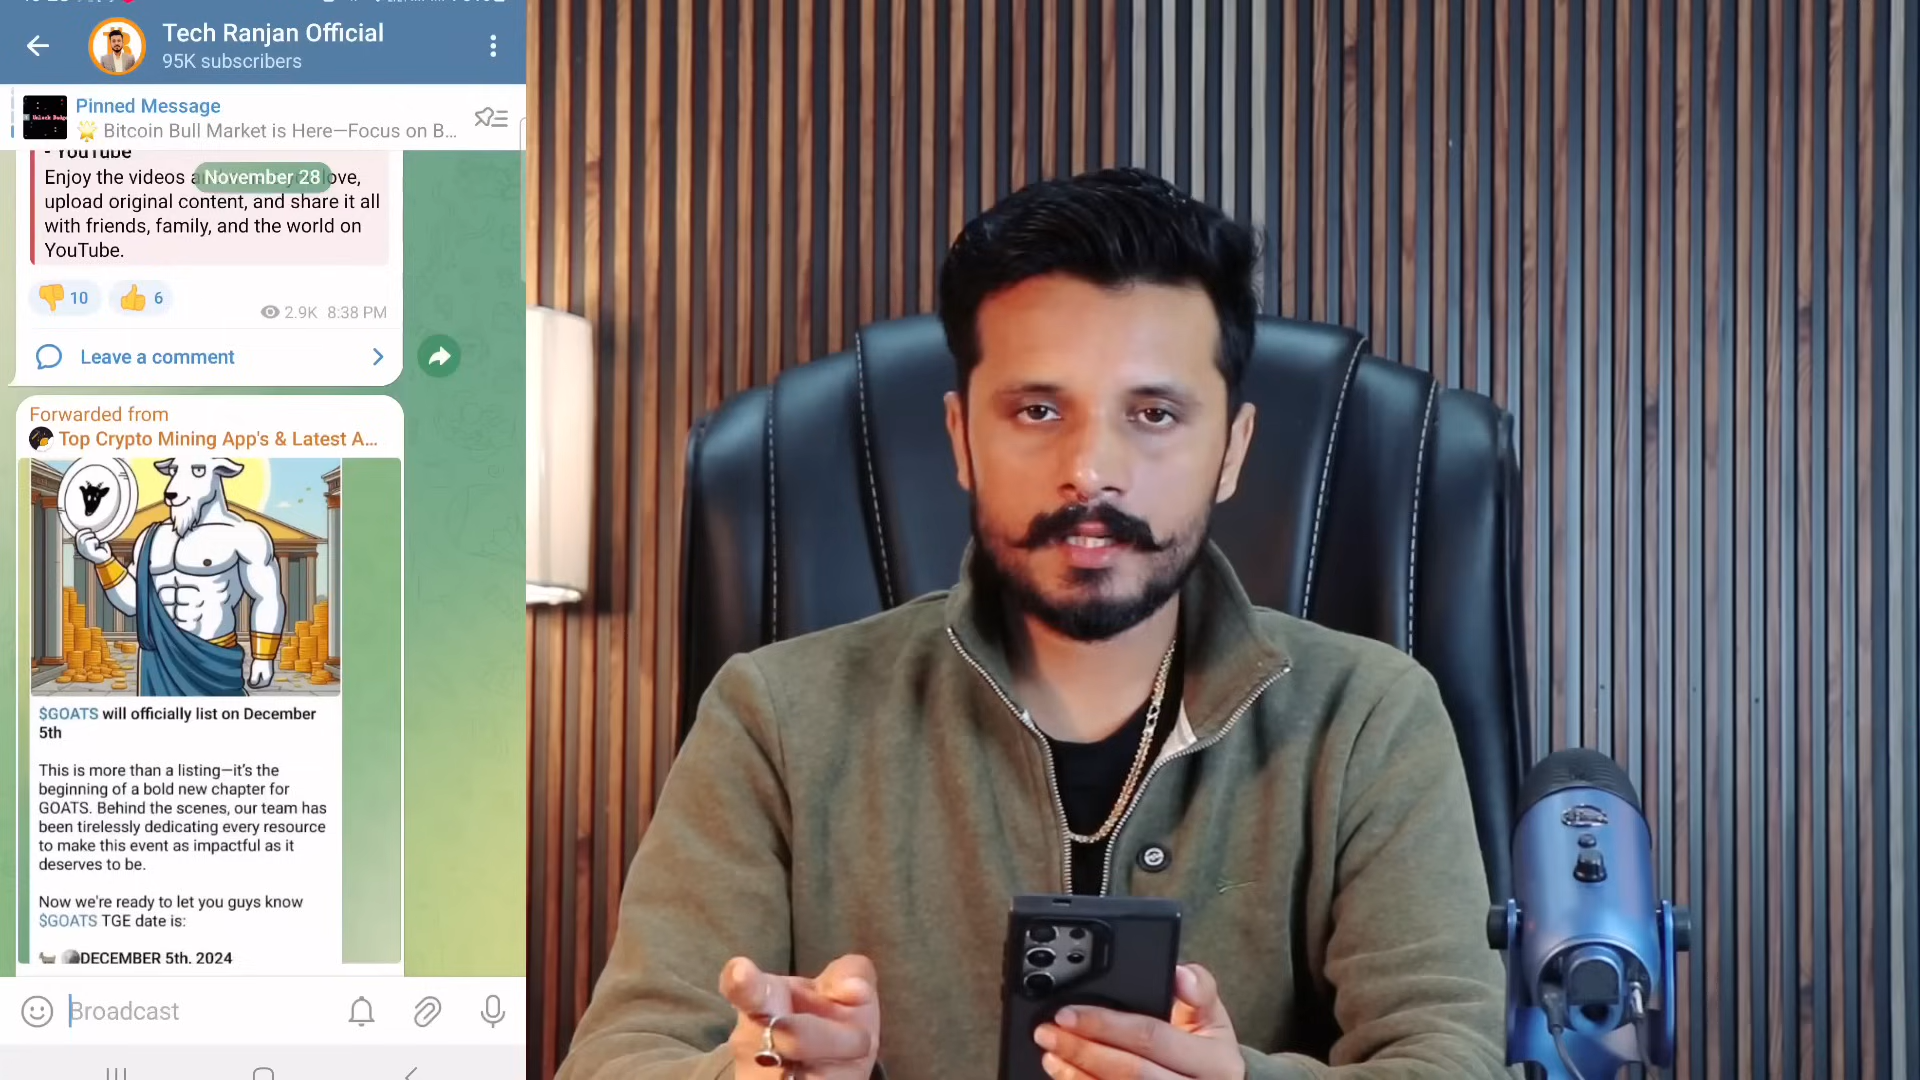 Tech Ranjan Official
95K subscribers
Pinned Message
Bitcoin Bull Market is Here—Focus on B...
- YouTube
November 28
Enjoy the videos a love,
upload original content, and share it all
with friends, family, and the world on
YouTube.
10
6
2.9K 8:38 PM
Leave a comment
Forwarded from
Top Crypto Mining App's & Latest A...
$GOATS will officially list on December
5th
This is more than a listing—it's the
beginning of a bold new chapter for
GOATS. Behind the scenes, our team has
been tirelessly dedicating every resource
to make this event as impactful as it
deserves to be.
Now we're ready to let you guys know
$GOATS TGE date is:
DECEMBER 5th, 2024
Broadcast